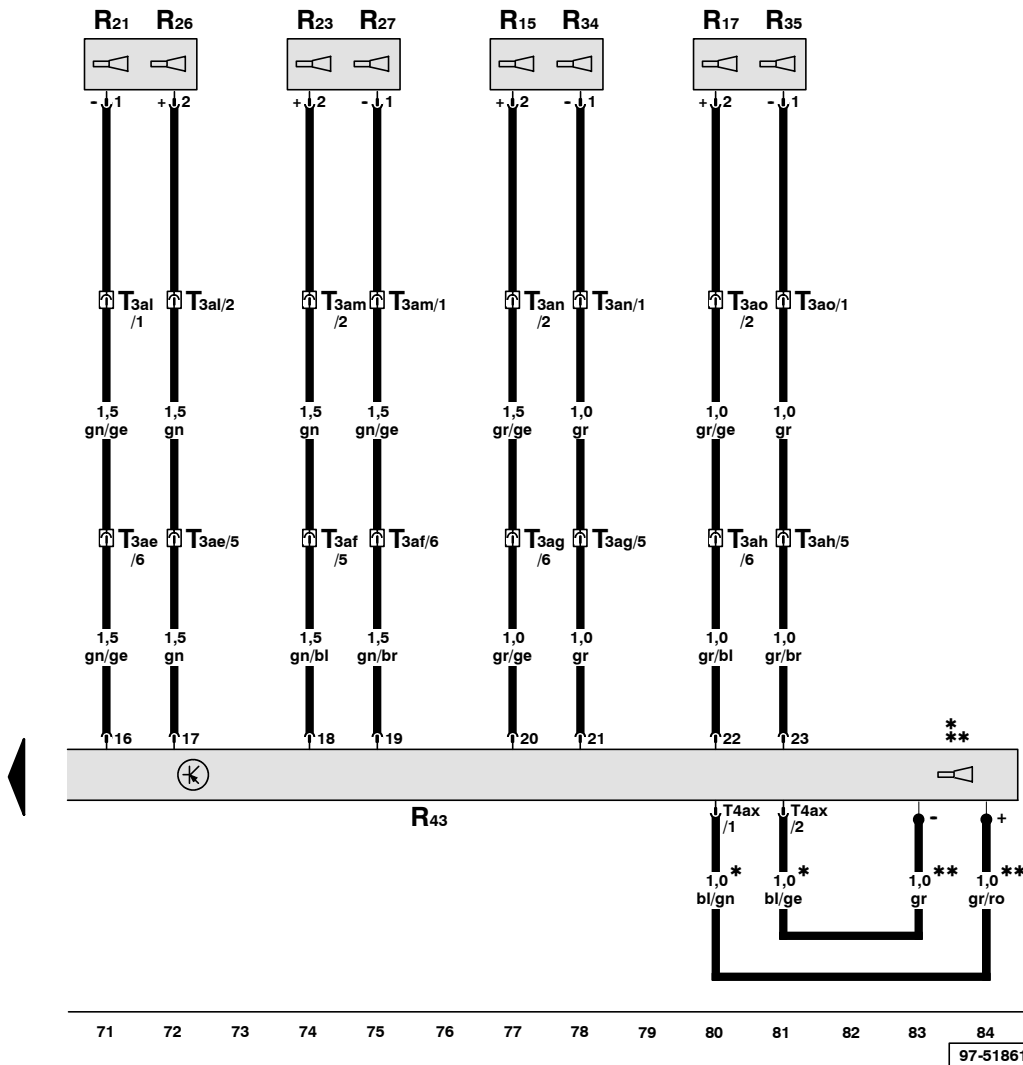 R21 R26 R23 R27 R15 R34 R17 R35
- 1 + 2 + 2 - 1 + 2 - 1 + 2 - 1
T3al /1 T3al/2 T3am /2 T3am/1 T3an /2 T3an/1 T3ao /2 T3ao/1
1,5 1,5 1,5 1,5 1,5 1,0 1,0 1,0
gn/ge gn gn gn/ge gr/ge gr gr/ge gr
T3ae /6 T3ae/5 T3af /5 T3af/6 T3ag /6 T3ag/5 T3ah /6 T3ah/5
1,5 1,5 1,5 1,5 1,0 1,0 1,0 1,0
gn/ge gn gn/bl gn/br gr/ge gr gr/bl gr/br
*
16 17 18 19 20 21 22 23 **
R43
T4ax /1 T4ax /2 - +
1,0 * 1,0 * 1,0 ** 1,0 **
bl/gn bl/ge gr gr/ro
71 72 73 74 75 76 77 78 79 80 81 82 83 84
97-51861